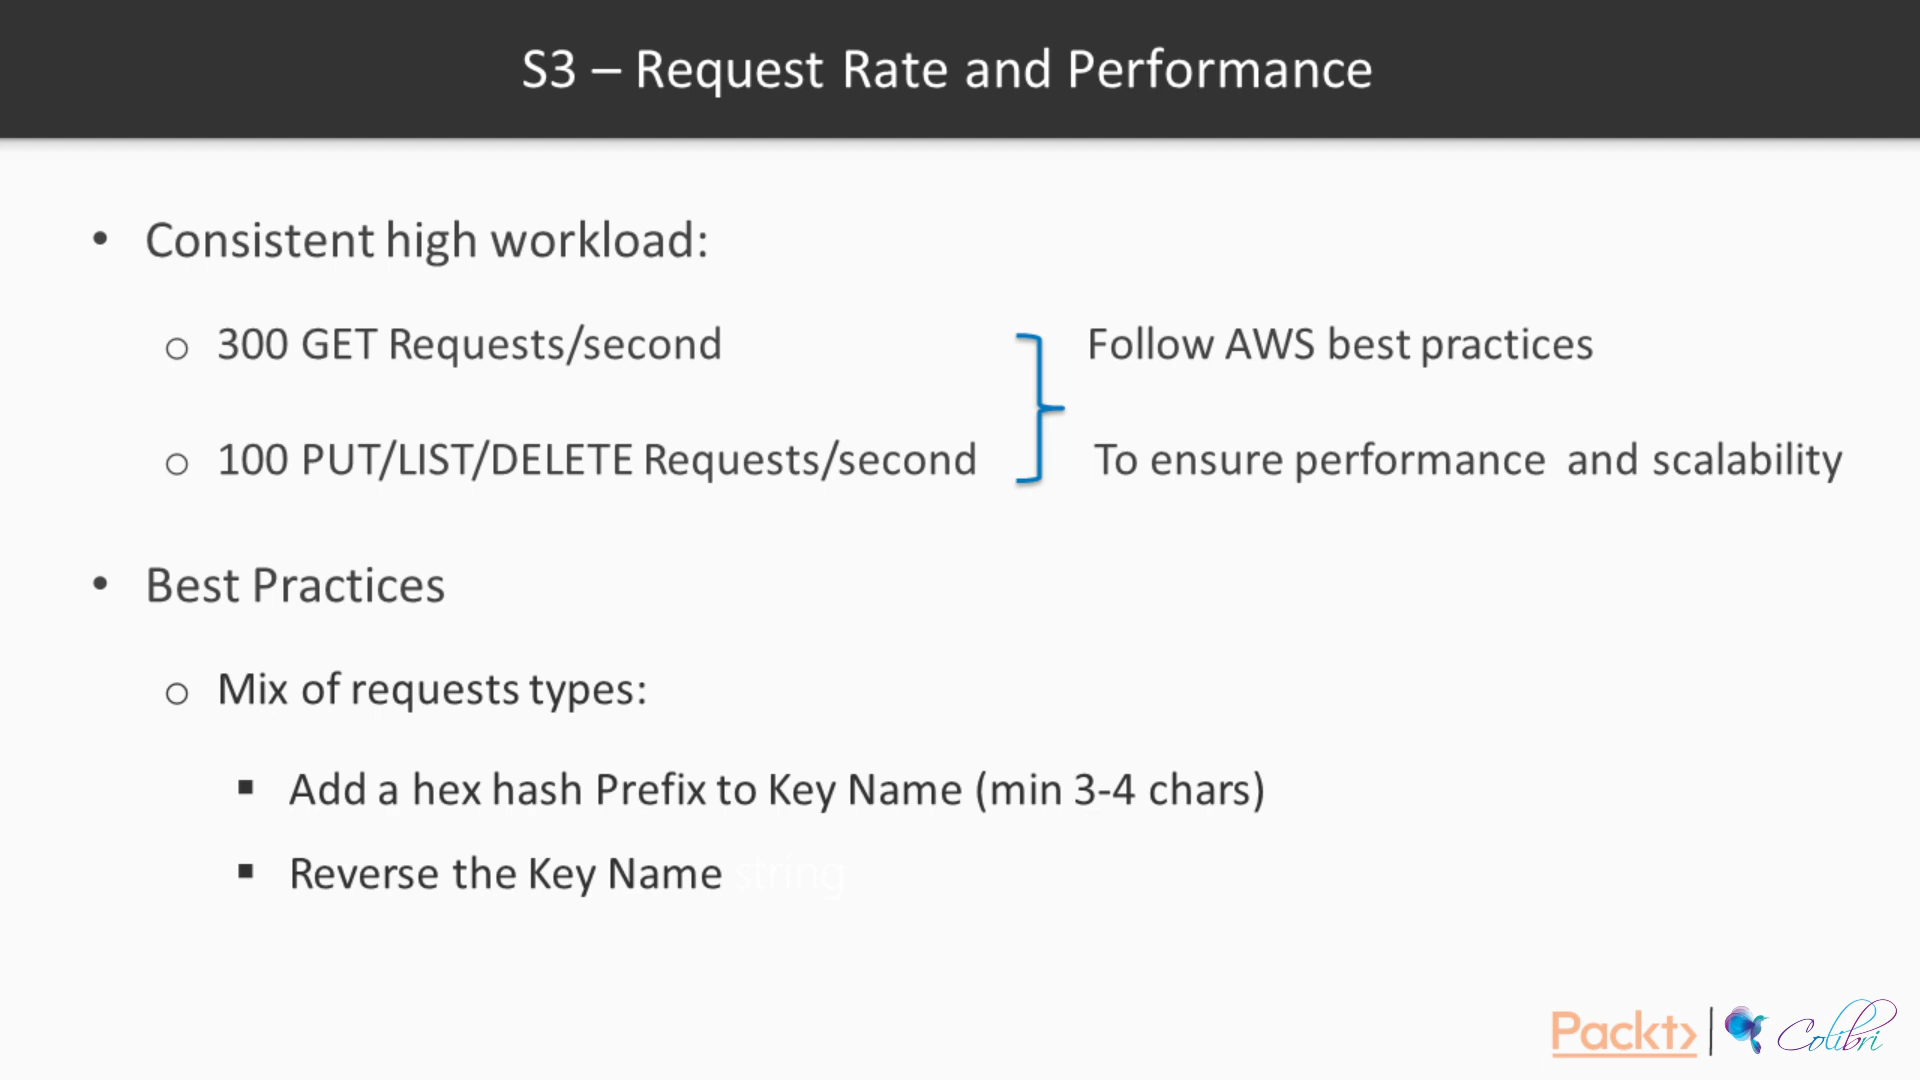 S3 – Request Rate and Performance
• Consistent high workload:
o 300 GET Requests/second Follow AWS best practices
o 100 PUT/LIST/DELETE Requests/second To ensure performance and scalability
• Best Practices
o Mix of requests types:
▪ Add a hex hash Prefix to Key Name (min 3-4 chars)
▪ Reverse the Key Name string
Packt> | Colibri